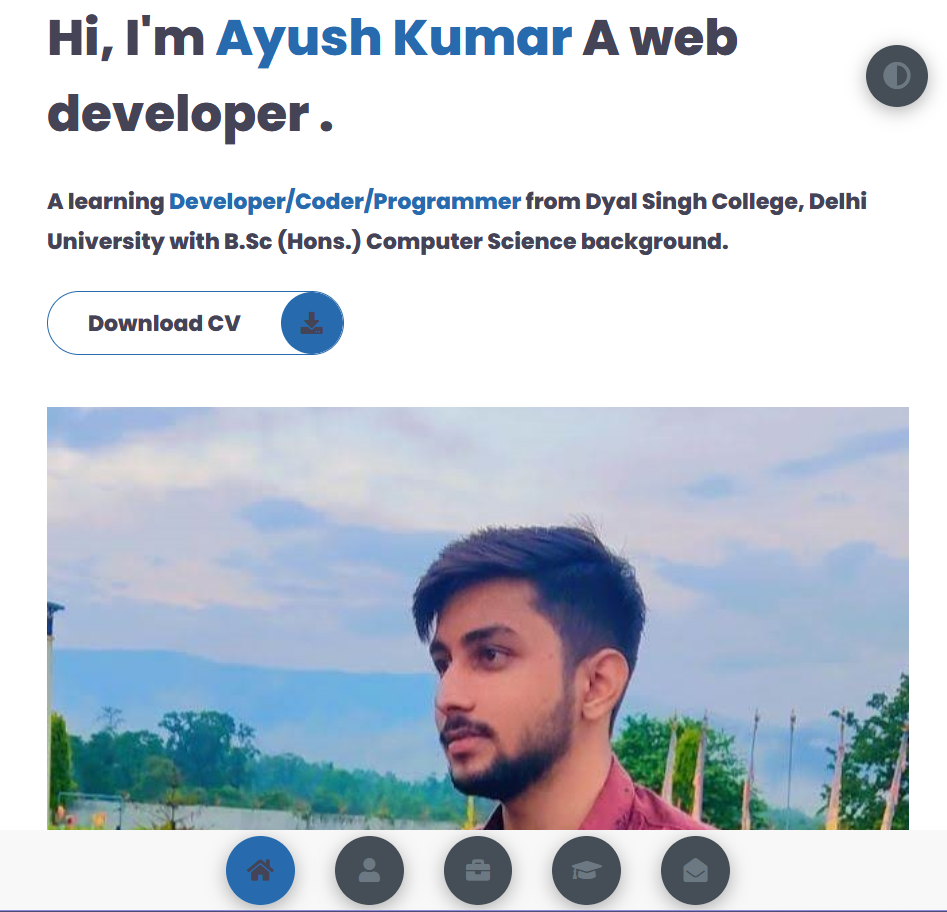 Hi, I'm Ayush Kumar A web
developer .
A learning Developer/Coder/Programmer from Dyal Singh College, Delhi
University with B.Sc (Hons.) Computer Science background.
Download CV